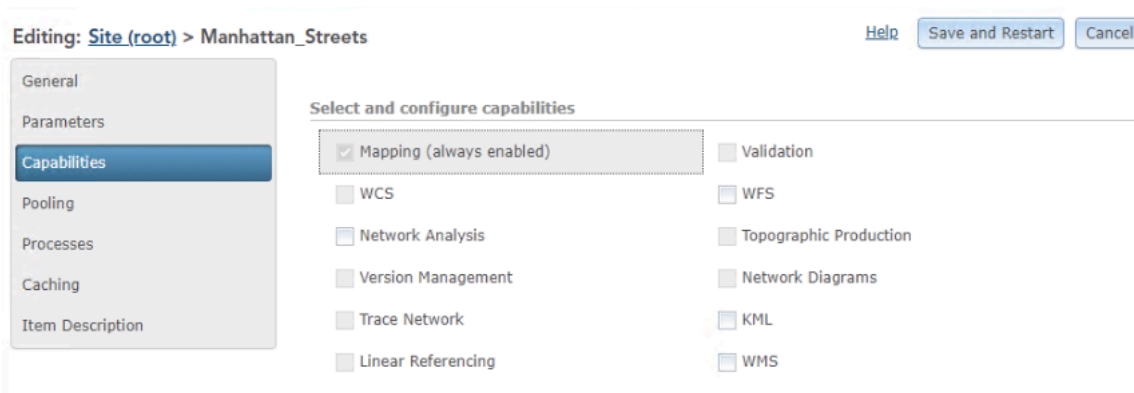 Editing: Site (root) > Manhattan_Streets
Help
Save and Restart
Cancel
General
Parameters
Capabilities
Pooling
Processes
Caching
Item Description
Select and configure capabilities
Mapping (always enabled)
Validation
WCS
WFS
Network Analysis
Topographic Production
Version Management
Network Diagrams
Trace Network
KML
Linear Referencing
WMS